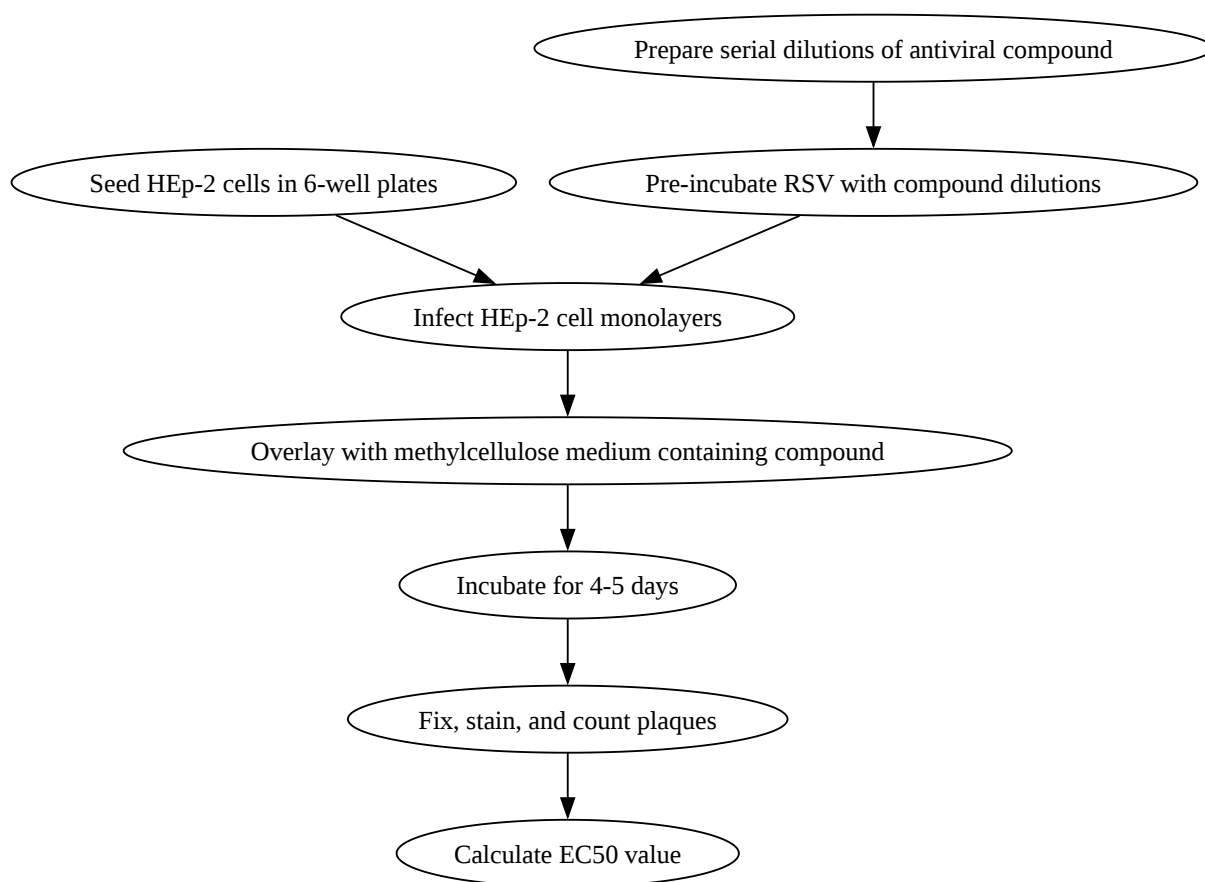 Prepare serial dilutions of antiviral compound
Seed HEp-2 cells in 6-well plates
Pre-incubate RSV with compound dilutions
Infect HEp-2 cell monolayers
Overlay with methylcellulose medium containing compound
Incubate for 4-5 days
Fix, stain, and count plaques
Calculate EC50 value